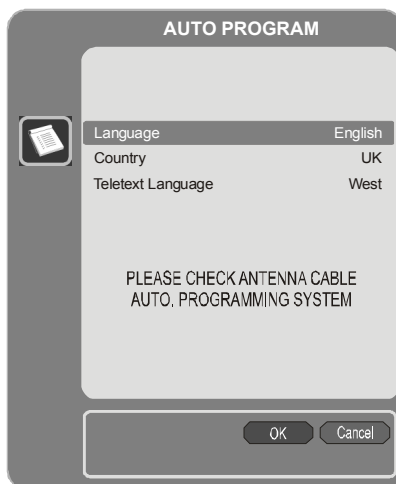 AUTO PROGRAM
Language English
Country UK
Teletext Language West
PLEASE CHECK ANTENNA CABLE
AUTO. PROGRAMMING SYSTEM
OK Cancel